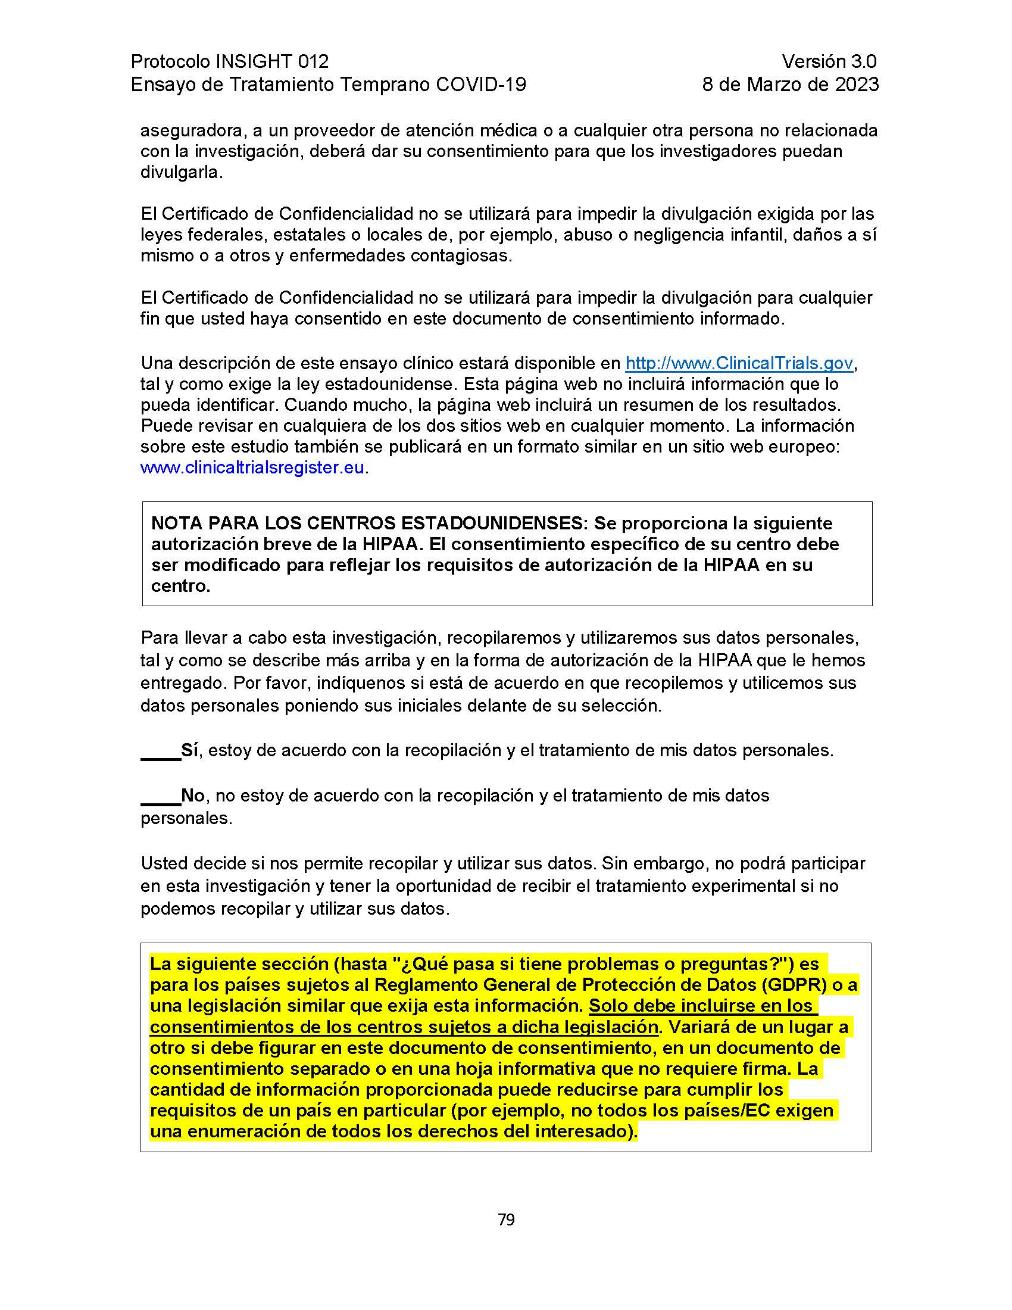 Protocolo INSIGHT 012 Versión 3.0
Ensayo de Tratamiento Temprano COVID-19 8 de Marzo de 2023
aseguradora, a un proveedor de atención médica o a cualquier otra persona no relacionada
con la investigación, deberá dar su consentimiento para que los investigadores puedan
divulgarla.
El Certificado de Confidencialidad no se utilizará para impedir la divulgación exigida por las
leyes federales, estatales o locales de, por ejemplo, abuso o negligencia infantil, daños a sí
mismo o a otros y enfermedades contagiosas.
El Certificado de Confidencialidad no se utilizará para impedir la divulgación para cualquier
fin que usted haya consentido en este documento de consentimiento informado.
Una descripción de este ensayo clínico estará disponible en http://www.ClinicalTrials.gov,
tal y como exige la ley estadounidense. Esta página web no incluirá información que lo
pueda identificar. Cuando mucho, la página web incluirá un resumen de los resultados.
Puede revisar en cualquiera de los dos sitios web en cualquier momento. La información
sobre este estudio también se publicará en un formato similar en un sitio web europeo:
www.clinicaltrialsregister.eu.
NOTA PARA LOS CENTROS ESTADOUNIDENSES: Se proporciona la siguiente
autorización breve de la HIPAA. El consentimiento específico de su centro debe
ser modificado para reflejar los requisitos de autorización de la HIPAA en su
centro.
Para llevar a cabo esta investigación, recopilaremos y utilizaremos sus datos personales,
tal y como se describe más arriba y en la forma de autorización de la HIPAA que le hemos
entregado. Por favor, indíquenos si está de acuerdo en que recopilemos y utilicemos sus
datos personales poniendo sus iniciales delante de su selección.
____Sí, estoy de acuerdo con la recopilación y el tratamiento de mis datos personales.
____No, no estoy de acuerdo con la recopilación y el tratamiento de mis datos
personales.
Usted decide si nos permite recopilar y utilizar sus datos. Sin embargo, no podrá participar
en esta investigación y tener la oportunidad de recibir el tratamiento experimental si no
podemos recopilar y utilizar sus datos.
La siguiente sección (hasta "¿Qué pasa si tiene problemas o preguntas?") es
para los países sujetos al Reglamento General de Protección de Datos (GDPR) o a
una legislación similar que exija esta información. Solo debe incluirse en los
consentimientos de los centros sujetos a dicha legislación. Variará de un lugar a
otro si debe figurar en este documento de consentimiento, en un documento de
consentimiento separado o en una hoja informativa que no requiere firma. La
cantidad de información proporcionada puede reducirse para cumplir los
requisitos de un país en particular (por ejemplo, no todos los países/EC exigen
una enumeración de todos los derechos del interesado).
79